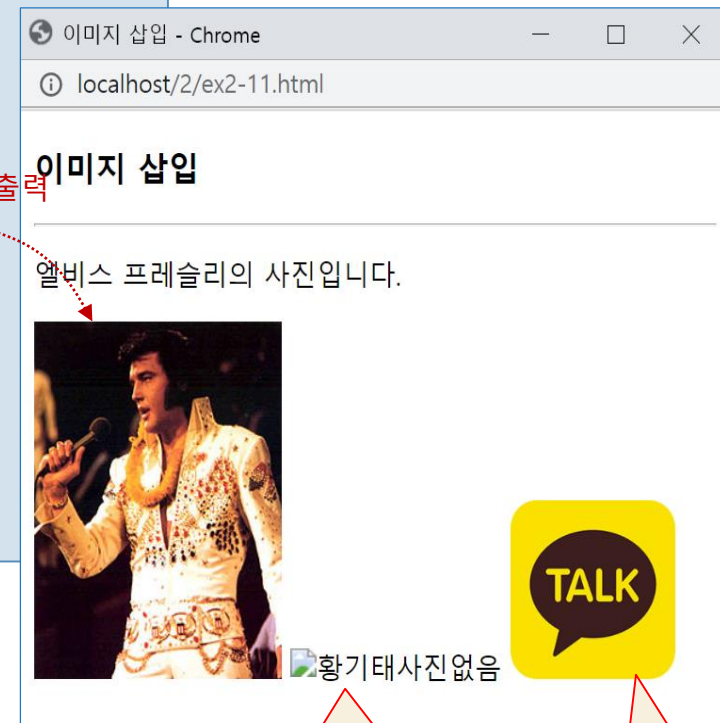 이미지 삽입 - Chrome
localhost/2/ex2-11.html
이미지 삽입
출력
엘비스 프레슬리의 사진입니다.
TALK
황기태사진없음